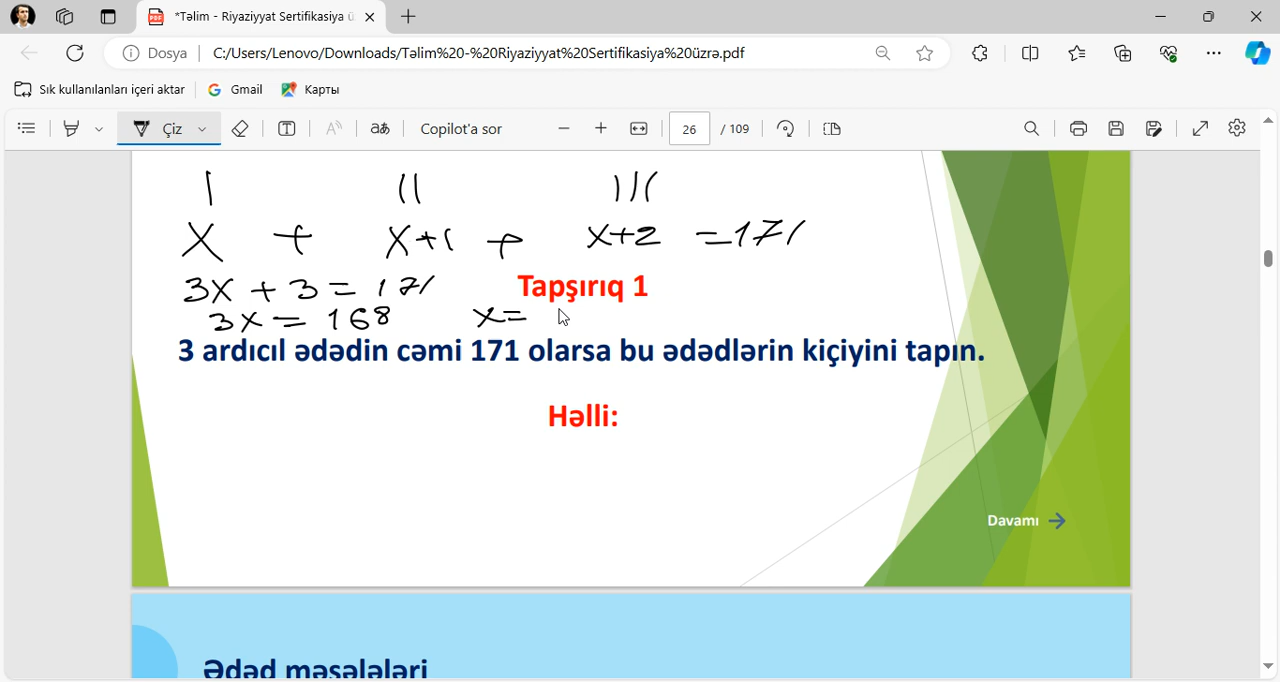 *Təlim - Riyaziyyat Sertifikasiya ü
Dosya C:/Users/Lenovo/Downloads/Təlim%20-%20Riyaziyyat%20Sertifikasiya%20üzrə.pdf
Sık kullanılanları içeri aktar Gmail Карты
Çiz aあ Copilot'a sor 26 / 109
I II III
x + x+1 + x+2 =171
3x + 3 = 171
Tapşırıq 1
3x = 168 x=
3 ardıcıl ədədin cəmi 171 olarsa bu ədədlərin kiçiyini tapın.
Həlli:
Davamı
Ədəd məsələləri